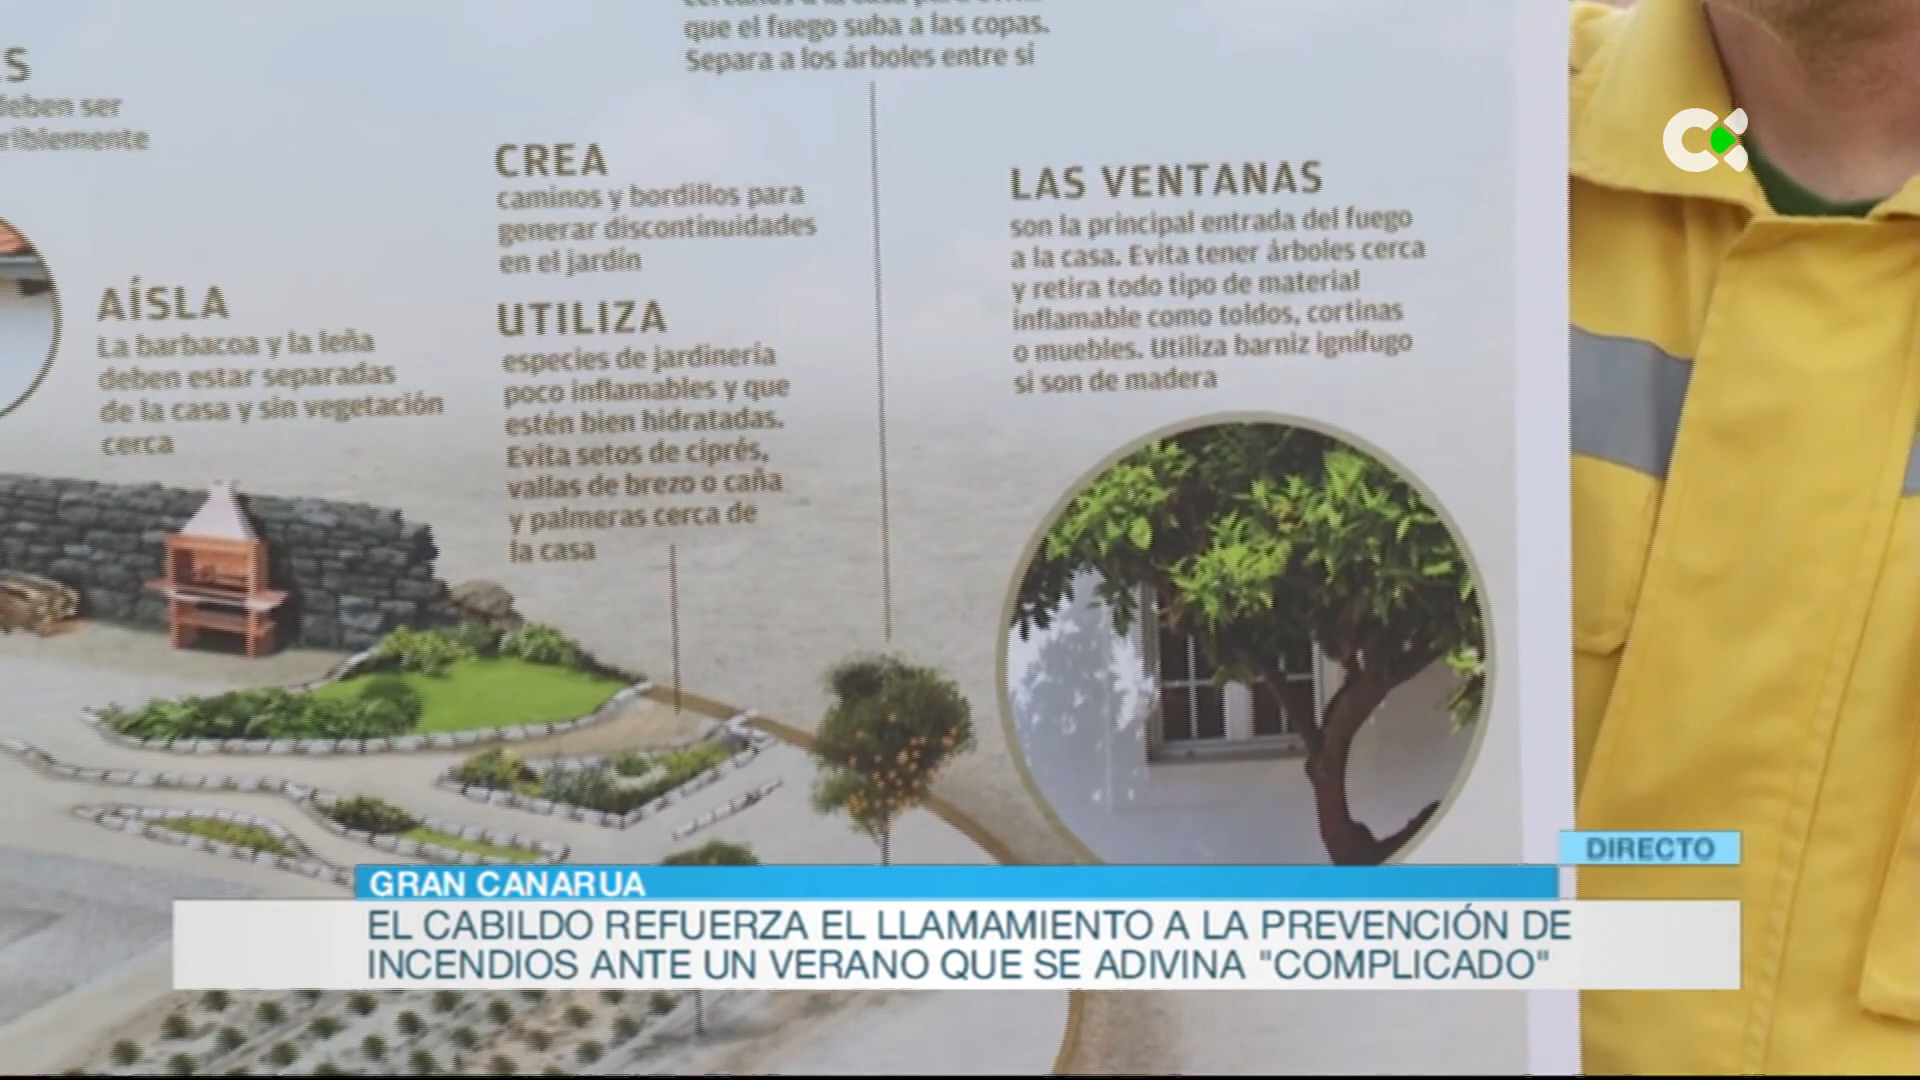 que el fuego suba a las copas.
Separa a los árboles entre sí
deben ser
CREA
caminos y bordillos para
generar discontinuidades
en el jardín
LAS VENTANAS
son la principal entrada del fuego
a la casa. Evita tener árboles cerca
y retira todo tipo de material
inflamable como toldos, cortinas
o muebles. Utiliza barniz ignífugo
si son de madera
AÍSLA
La barbacoa y la leña
deben estar separadas
de la casa y sin vegetación
cerca
UTILIZA
especies de jardinería
poco inflamables y que
estén bien hidratadas.
Evita setos de ciprés,
vallas de brezo o caña
y palmeras cerca de
la casa
DIRECTO
GRAN CANARUA
EL CABILDO REFUERZA EL LLAMAMIENTO A LA PREVENCIÓN DE
INCENDIOS ANTE UN VERANO QUE SE ADIVINA "COMPLICADO"